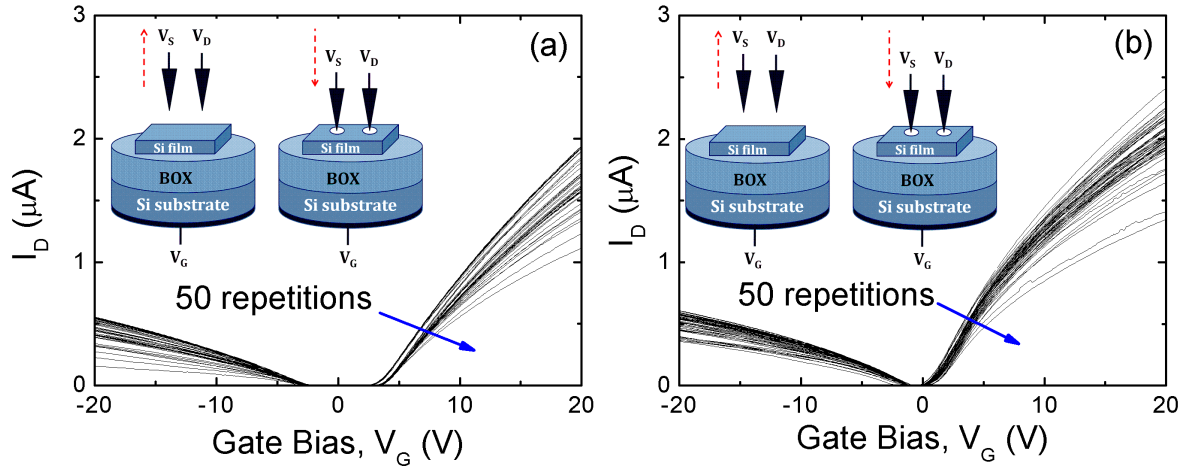 (a)
3
2
1
0
I_D (μA)
V_S V_D
Si film
BOX
Si substrate
V_G
V_S V_D
Si film
BOX
Si substrate
V_G
50 repetitions
-20 -10 0 10 20
Gate Bias, V_G (V)
(b)
3
2
1
0
I_D (μA)
V_S V_D
Si film
BOX
Si substrate
V_G
V_S V_D
Si film
BOX
Si substrate
V_G
50 repetitions
-20 -10 0 10 20
Gate Bias, V_G (V)